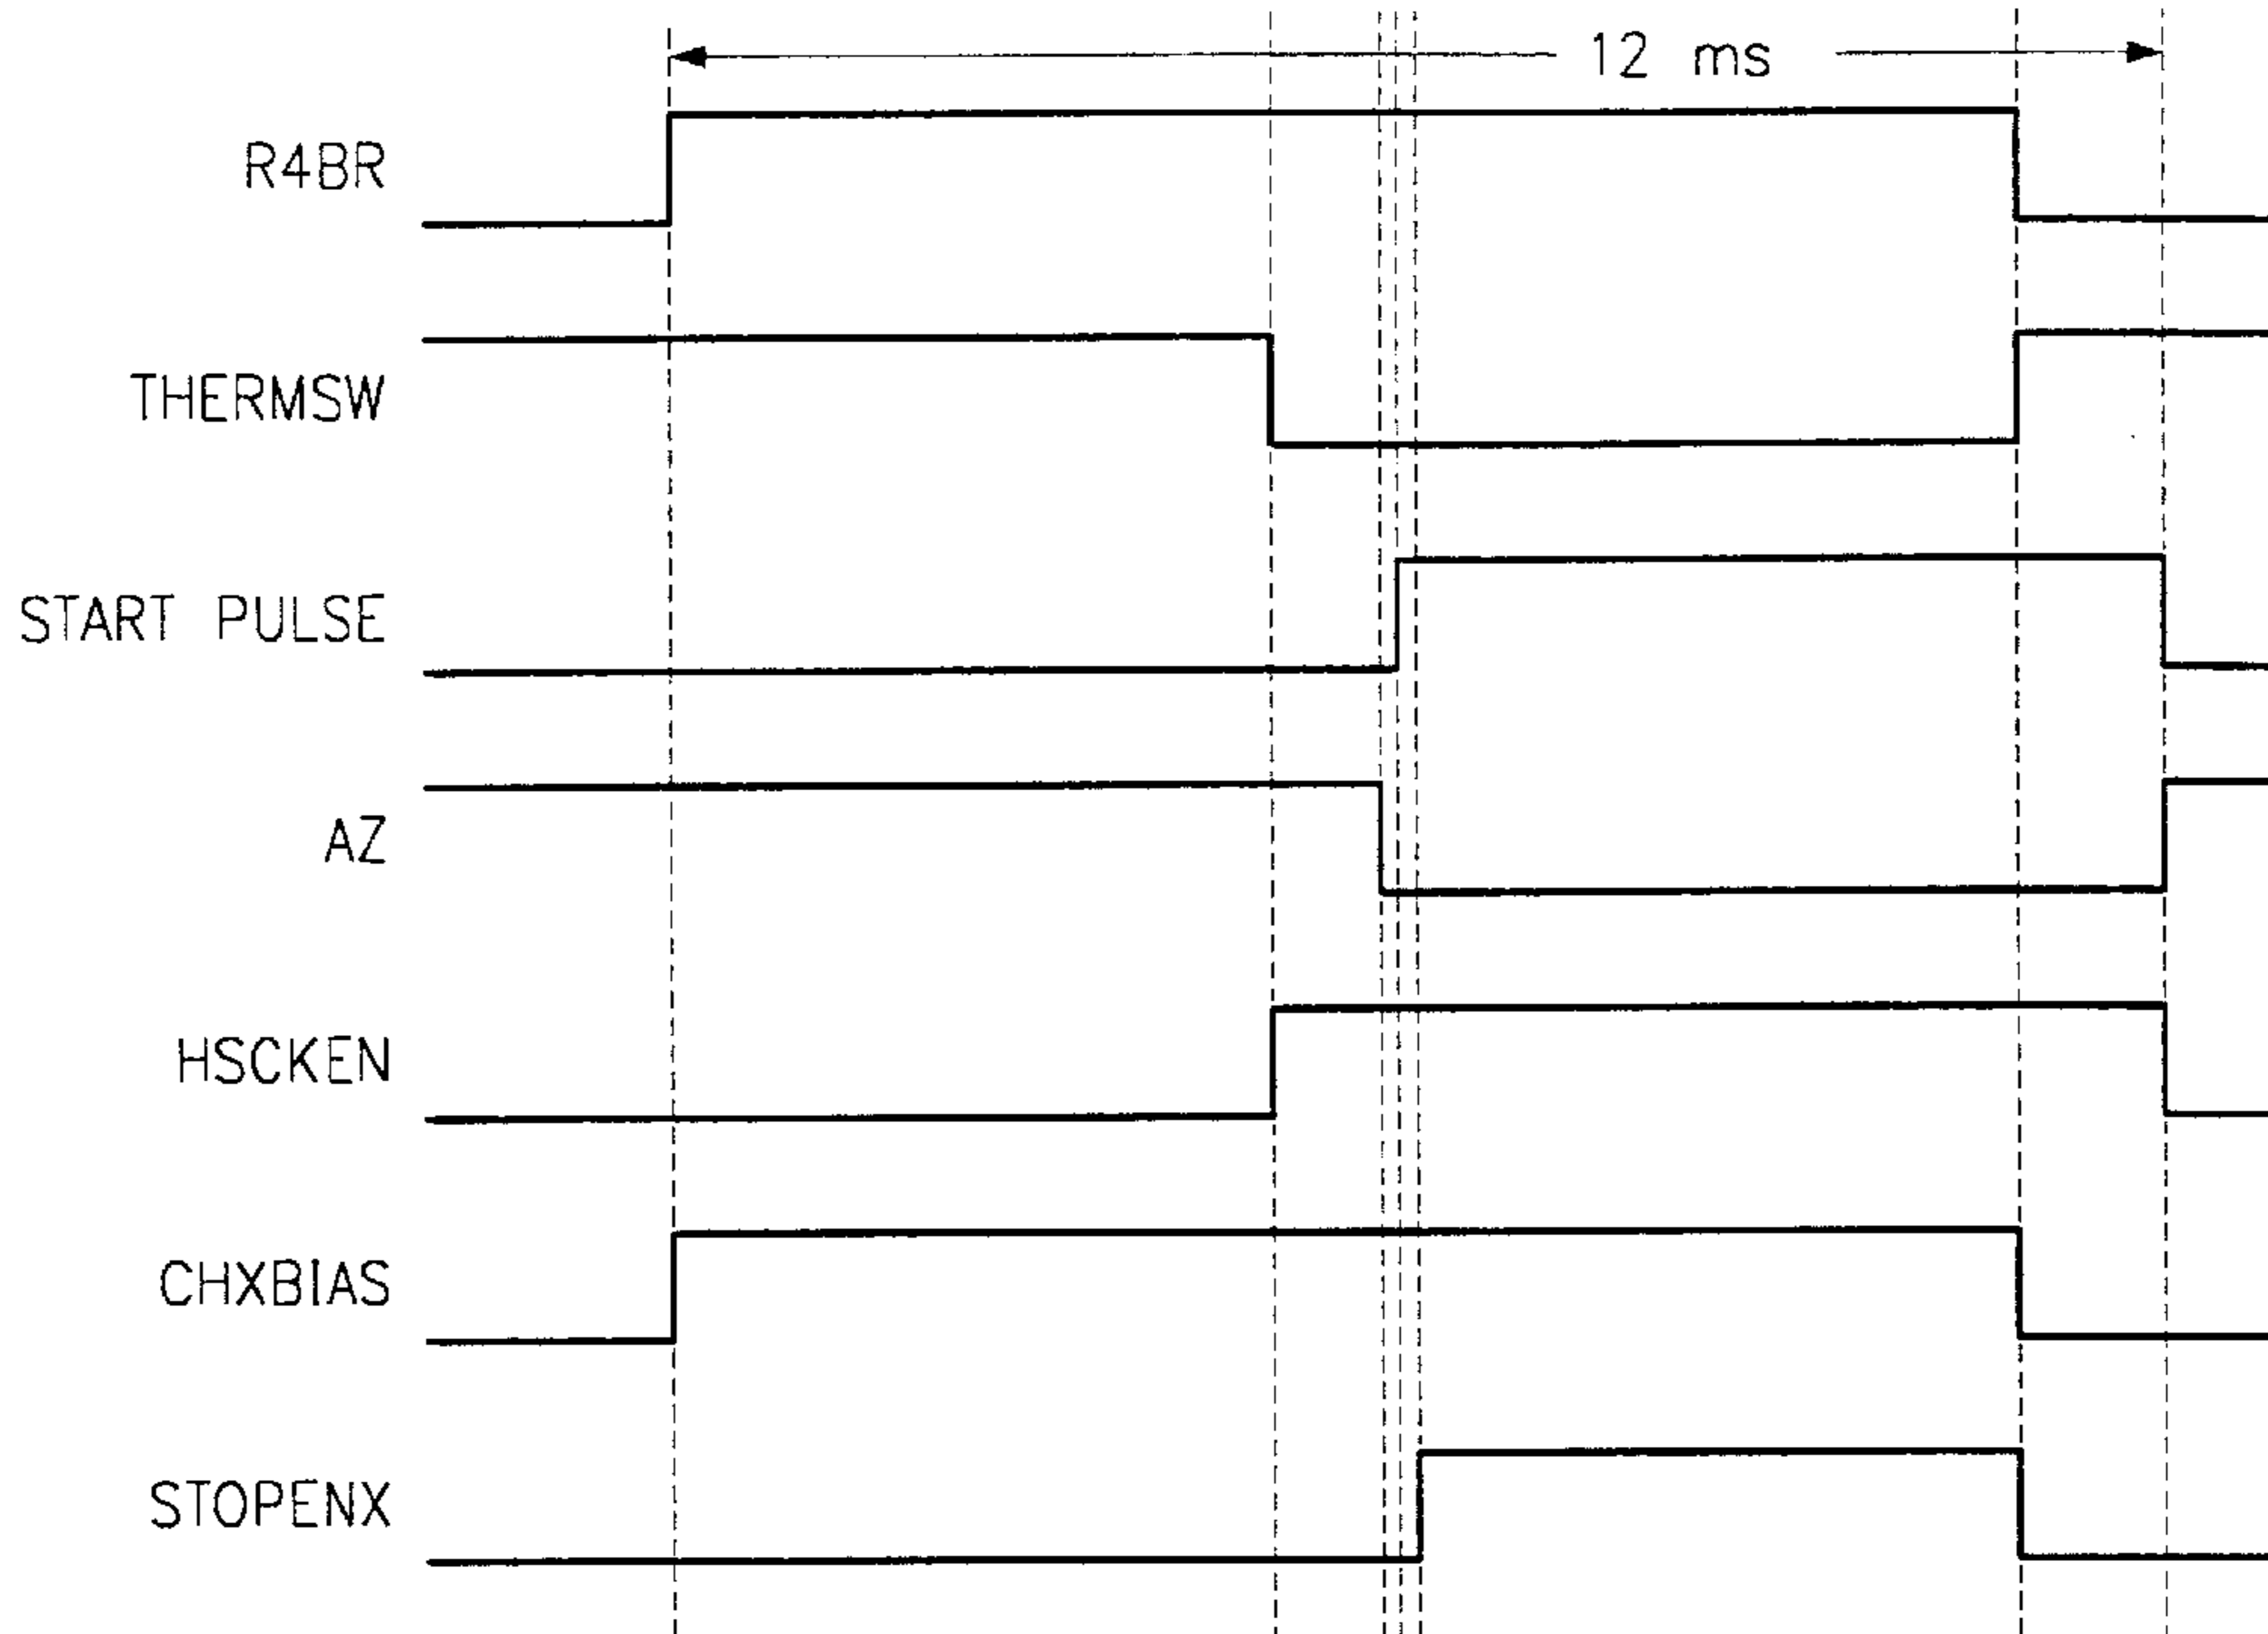 12 ms
R4BR
THERMSW
START PULSE
AZ
HSCKEN
CHXBIAS
STOPENX